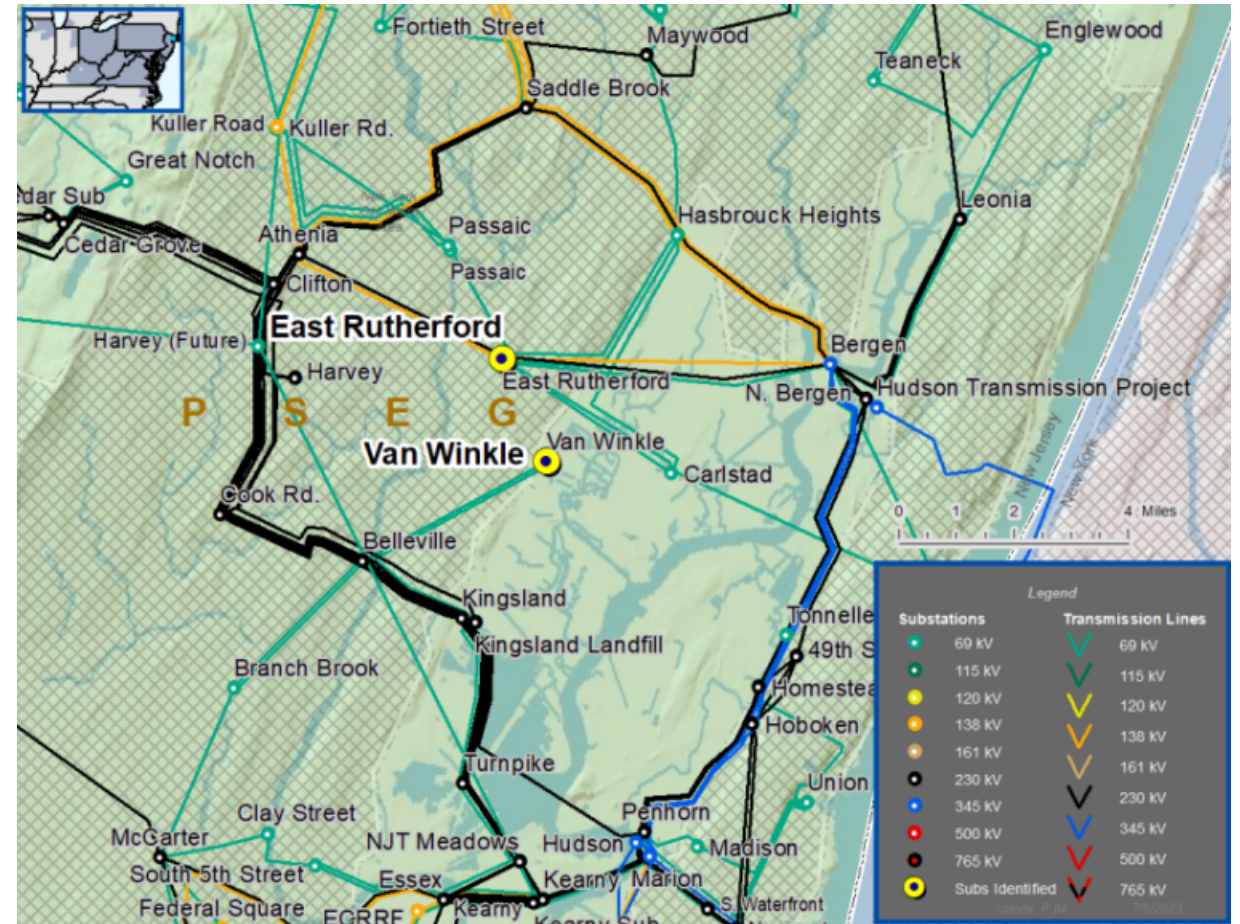 Fortieth Street
Maywood
Englewood
Teaneck
Saddle Brook
Kuller Road
Kuller Rd.
Great Notch
edar Sub
Leonia
Passaic
Hasbrouck Heights
Athenia
Cedar Grove
Passaic
Clifton
East Rutherford
Harvey (Future)
Bergen
Harvey
East Rutherford
N. Bergen
Hudson Transmission Project
P S E G
Van Winkle
Van Winkle
Carlstad
New Jersey
New York
Cook Rd.
0 1 2 4 Miles
Belleville
Kingsland
Tonnelle
Kingsland Landfill
49th S
Branch Brook
Homestea
Hoboken
Turnpike
Union
Clay Street
Penhorn
McCarter
NJT Meadows
Hudson
Madison
South 5th Street
Essex
Kearny
Marion
Federal Square
EGRRF
Kearny
Kearny Sub
S. Waterfront
Legend
Substations Transmission Lines
69 kV 69 kV
115 kV 115 kV
120 kV 120 kV
138 kV 138 kV
161 kV 161 kV
230 kV 230 kV
345 kV 345 kV
500 kV 500 kV
765 kV 765 kV
Subs Identified